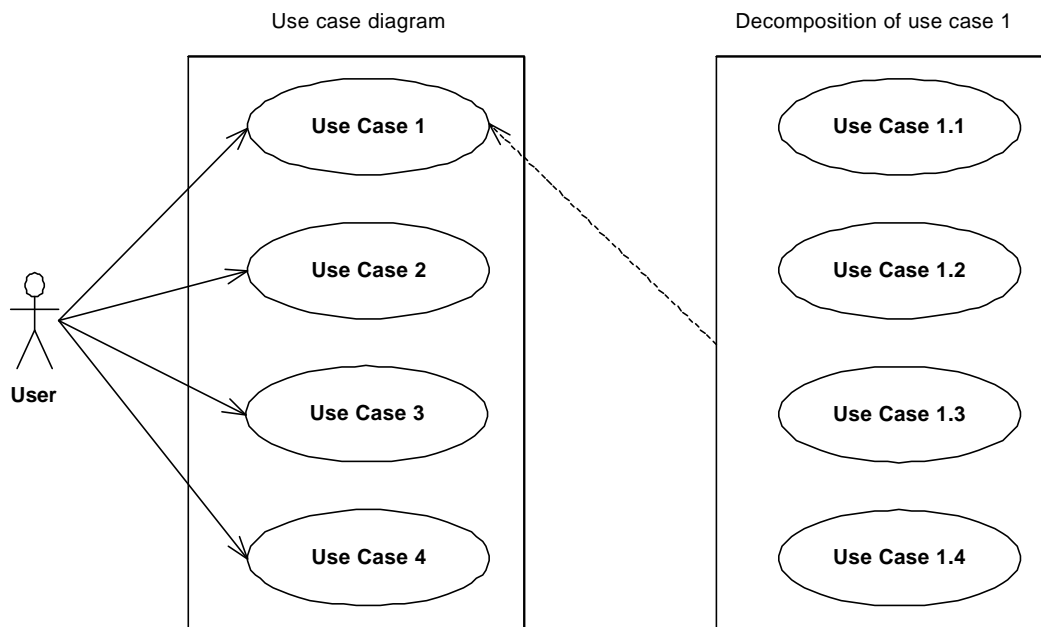 Use case diagram
Decomposition of use case 1
Use Case 1
Use Case 1.1
Use Case 2
Use Case 1.2
User
Use Case 3
Use Case 1.3
Use Case 4
Use Case 1.4